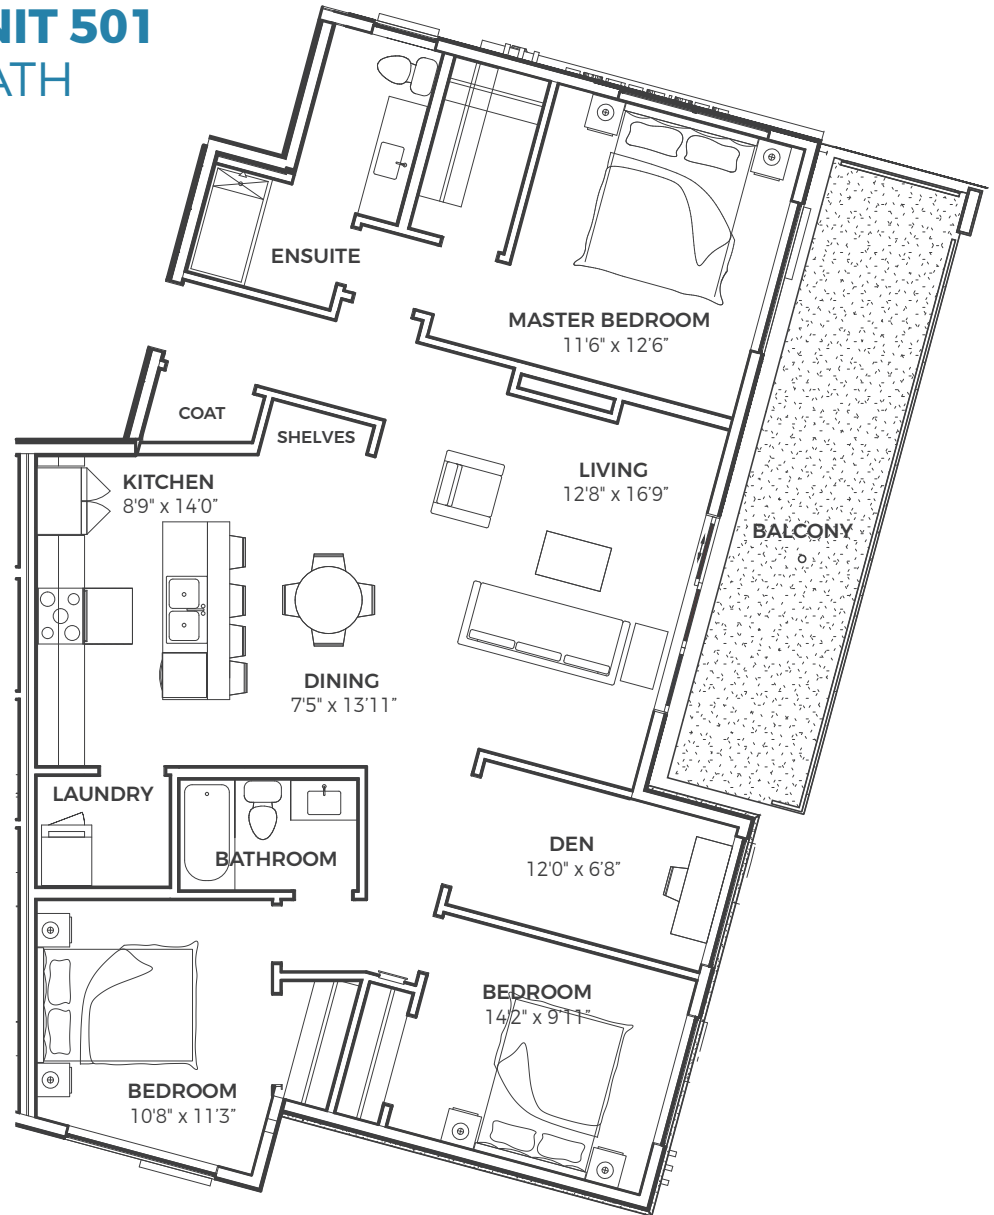 NIT 501
ATH
ENSUITE
MASTER BEDROOM
11'6" x 12'6"
COAT
SHELVES
KITCHEN
8'9" x 14'0"
LIVING
12'8" x 16'9"
BALCONY
DINING
7'5" x 13'11"
LAUNDRY
BATHROOM
DEN
12'0" x 6'8"
BEDROOM
14'2" x 9'11"
BEDROOM
10'8" x 11'3"